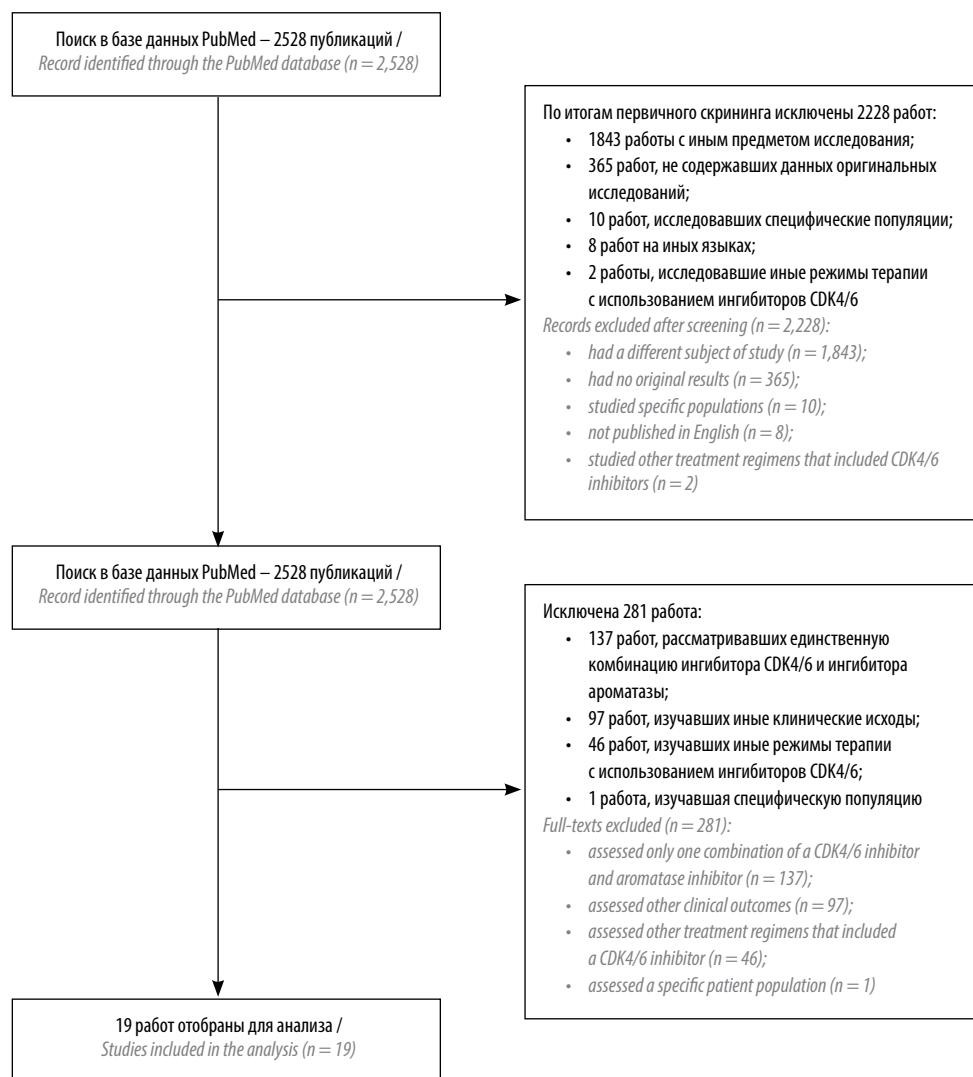 Поиск в базе данных PubMed – 2528 публикаций /
Record identified through the PubMed database (n = 2,528)
По итогам первичного скрининга исключены 2228 работ:
• 1843 работы с иным предметом исследования;
• 365 работ, не содержавших данных оригинальных
исследований;
• 10 работ, исследовавших специфические популяции;
• 8 работ на иных языках;
• 2 работы, исследовавшие иные режимы терапии
с использованием ингибиторов CDK4/6
Records excluded after screening (n = 2,228):
• had a different subject of study (n = 1,843);
• had no original results (n = 365);
• studied specific populations (n = 10);
• not published in English (n = 8);
• studied other treatment regimens that included CDK4/6
inhibitors (n = 2)
Поиск в базе данных PubMed – 2528 публикаций /
Record identified through the PubMed database (n = 2,528)
Исключена 281 работа:
• 137 работ, рассматривавших единственную
комбинацию ингибитора CDK4/6 и ингибитора
ароматазы;
• 97 работ, изучавших иные клинические исходы;
• 46 работ, изучавших иные режимы терапии
с использованием ингибиторов CDK4/6;
• 1 работа, изучавшая специфическую популяцию
Full-texts excluded (n = 281):
• assessed only one combination of a CDK4/6 inhibitor
and aromatase inhibitor (n = 137);
• assessed other clinical outcomes (n = 97);
• assessed other treatment regimens that included
a CDK4/6 inhibitor (n = 46);
• assessed a specific patient population (n = 1)
19 работ отобраны для анализа /
Studies included in the analysis (n = 19)